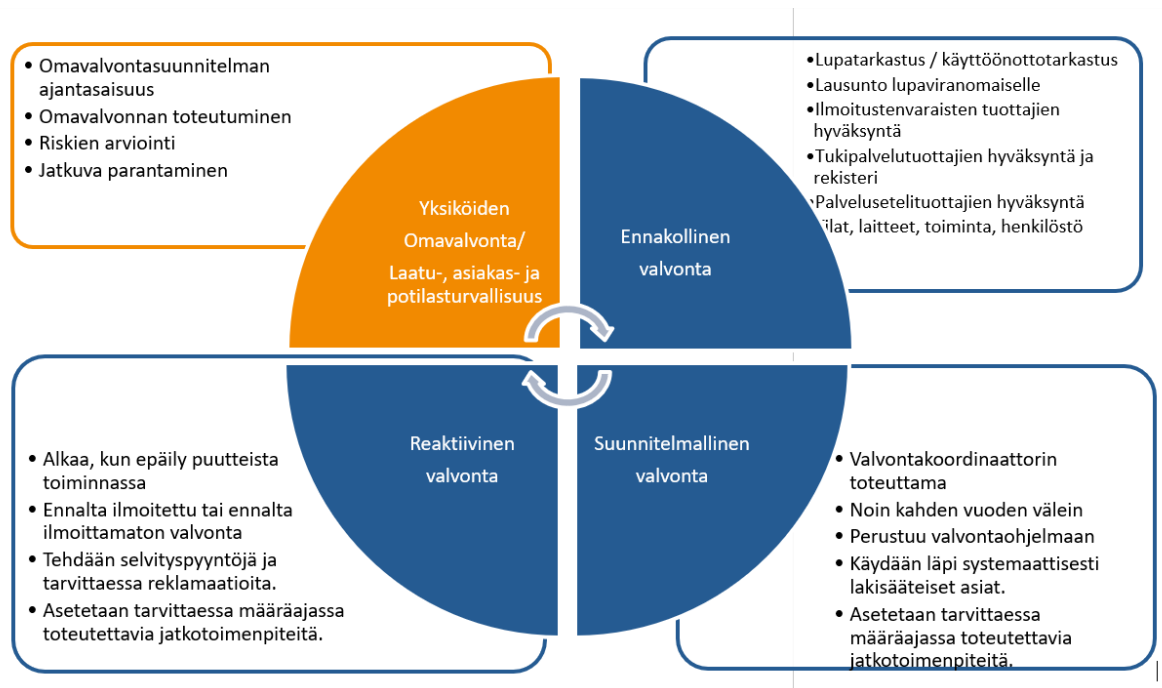 • Omavalvontasuunnitelman
ajantasaisuus
• Omavalvonnan toteutuminen
• Riskien arviointi
• Jatkuva parantaminen
Yksiköiden
Omavalvonta/
Laatu-, asiakas- ja
potilasturvallisuus
•Lupatarkastus / käyttöönottotarkastus
•Lausunto lupaviranomaiselle
•Ilmoitustenvaraisten tuottajien
hyväksyntä
•Tukipalvelutuottajien hyväksyntä ja
rekisteri
•Palvelusetelituottajien hyväksyntä
laitteet, toiminta, henkilöstö
Ennakollinen
valvonta
• Alkaa, kun epäily puutteista
toiminnassa
• Ennalta ilmoitettu tai ennalta
ilmoittamaton valvonta
• Tehdään selvityspyyntöjä ja
tarvittaessa reklamaatioita.
• Asetetaan tarvittaessa määräajassa
toteutettavia jatkotoimenpiteitä.
Reaktiivinen
valvonta
Suunnitelmallinen
valvonta
• Valvontakoordinaattorin
toteuttama
• Noin kahden vuoden välein
• Perustuu valvontaohjelmaan
• Käydään läpi systemaattisesti
lakisääteiset asiat.
• Asetetaan tarvittaessa
määräajassa toteutettavia
jatkotoimenpiteitä.